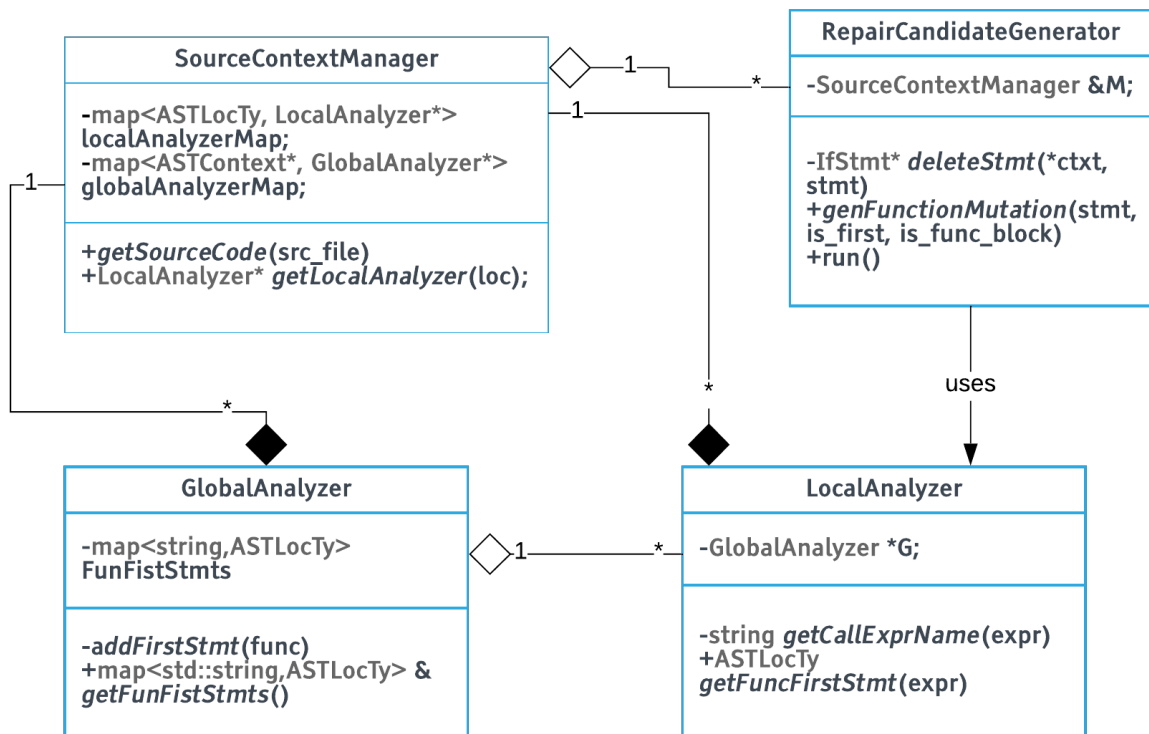 SourceContextManager
-map<ASTLocTy, LocalAnalyzer*>
localAnalyzerMap;
-map<ASTContext*, GlobalAnalyzer*>
globalAnalyzerMap;
+getSourceCode(src_file)
+LocalAnalyzer* getLocalAnalyzer(loc);
1
*
RepairCandidateGenerator
-SourceContextManager &M;
-IfStmt* deleteStmt(*ctxt,
stmt)
+genFunctionMutation(stmt,
is_first, is_func_block)
+run()
1
*
1
*
uses
GlobalAnalyzer
-map<string,ASTLocTy>
FunFistStmts
-addFirstStmt(func)
+map<std::string,ASTLocTy> &
getFunFistStmts()
1
*
LocalAnalyzer
-GlobalAnalyzer *G;
-string getCallExprName(expr)
+ASTLocTy
getFuncFirstStmt(expr)